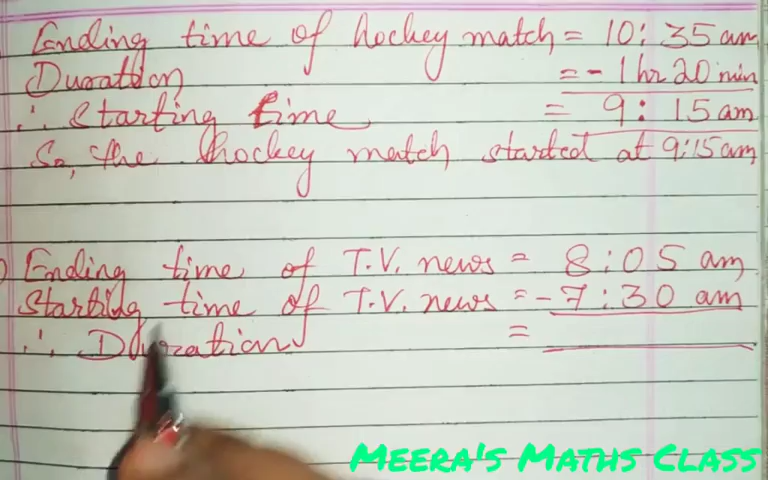 Ending time of hockey match = 10:35 am
Duration = - 1 hr 20 min
∴ Starting time = 9:15 am
So, the hockey match started at 9:15 am
) Ending time of T.V. news = 8:05 am
Starting time of T.V. news = - 7:30 am
∴ Duration =
Meera's Maths Class